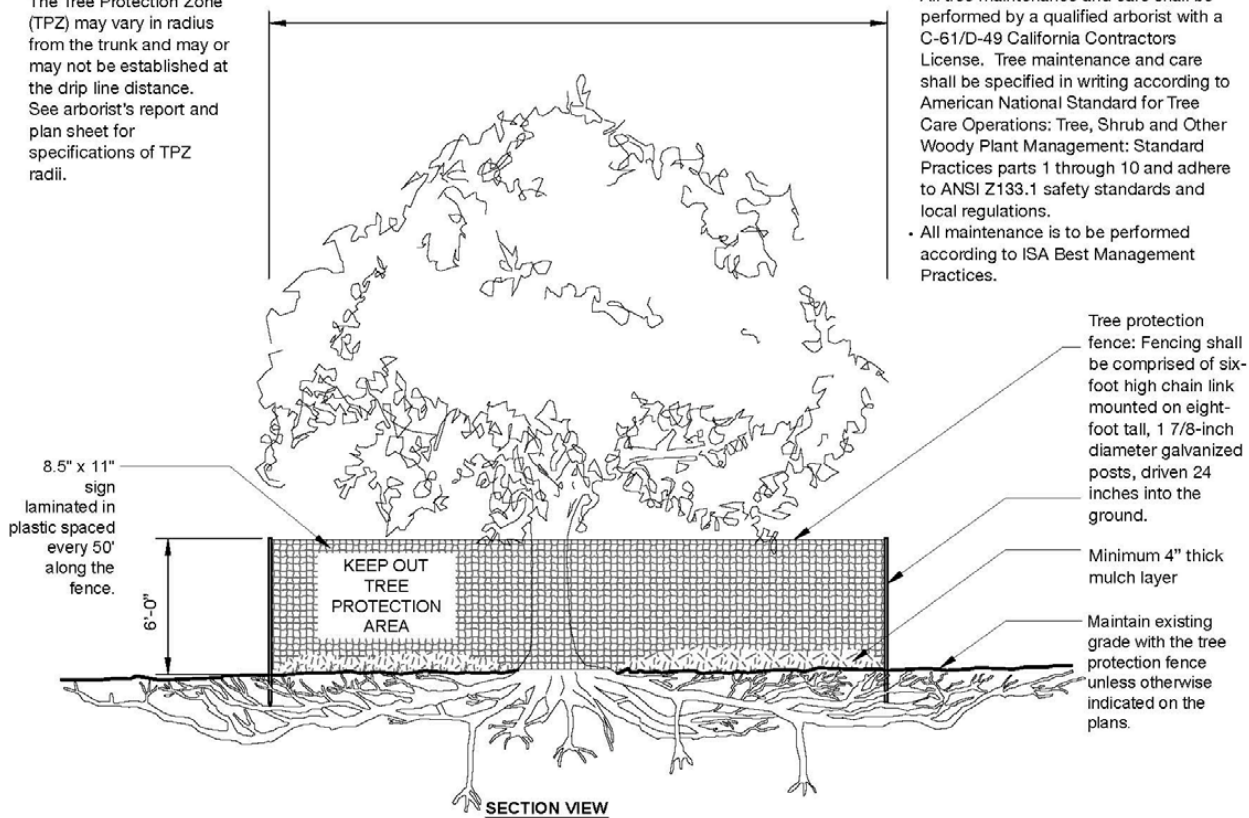 The Tree Protection Zone
(TPZ) may vary in radius
from the trunk and may or
may not be established at
the drip line distance.
See arborist's report and
plan sheet for
specifications of TPZ
radii.
All tree maintenance and care shall be
performed by a qualified arborist with a
C-61/D-49 California Contractors
License. Tree maintenance and care
shall be specified in writing according to
American National Standard for Tree
Care Operations: Tree, Shrub and Other
Woody Plant Management: Standard
Practices parts 1 through 10 and adhere
to ANSI Z133.1 safety standards and
local regulations.
• All maintenance is to be performed
according to ISA Best Management
Practices.
Tree protection
fence: Fencing shall
be comprised of six-
foot high chain link
mounted on eight-
foot tall, 1 7/8-inch
diameter galvanized
posts, driven 24
inches into the
ground.
8.5" x 11"
sign
laminated in
plastic spaced
every 50'
along the
fence.
6'-0"
KEEP OUT
TREE
PROTECTION
AREA
Minimum 4” thick
mulch layer
Maintain existing
grade with the tree
protection fence
unless otherwise
indicated on the
plans.
SECTION VIEW